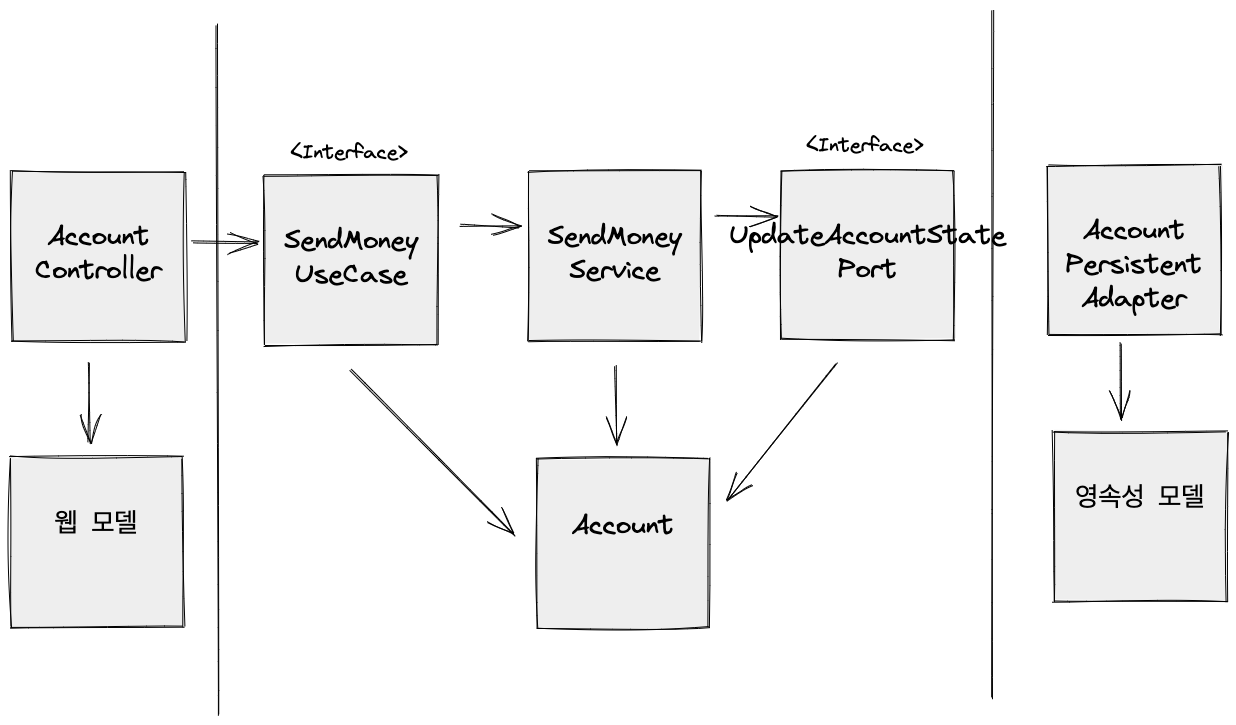 <Interface>
<Interface>
Account
Controller
SendMoney
UseCase
SendMoney
Service
UpdateAccountState
Port
Account
Persistent
Adapter
웹 모델
Account
영속성 모델